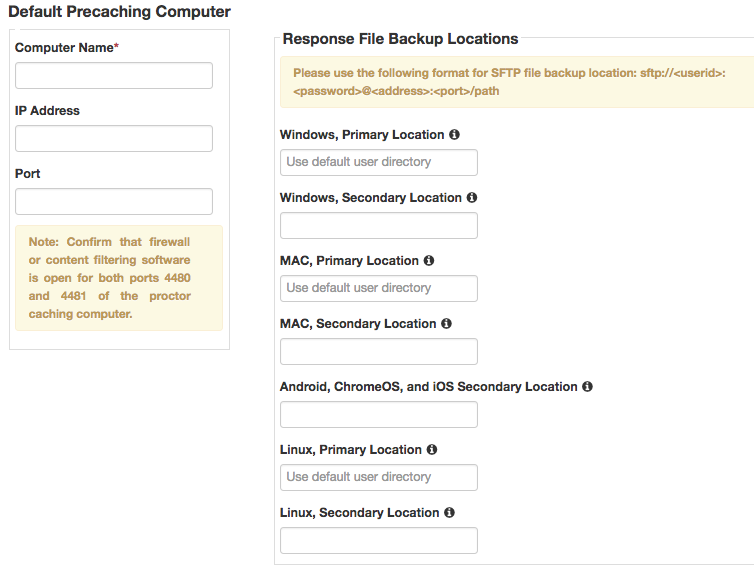 Default Precaching Computer
Computer Name*
IP Address
Port
Note: Confirm that firewall
or content filtering software
is open for both ports 4480
and 4481 of the proctor
caching computer.
Response File Backup Locations
Please use the following format for SFTP file backup location: sftp://<userid>:
<password>@<address>:<port>/path
Windows, Primary Location
Use default user directory
Windows, Secondary Location
MAC, Primary Location
Use default user directory
MAC, Secondary Location
Android, ChromeOS, and iOS Secondary Location
Linux, Primary Location
Use default user directory
Linux, Secondary Location